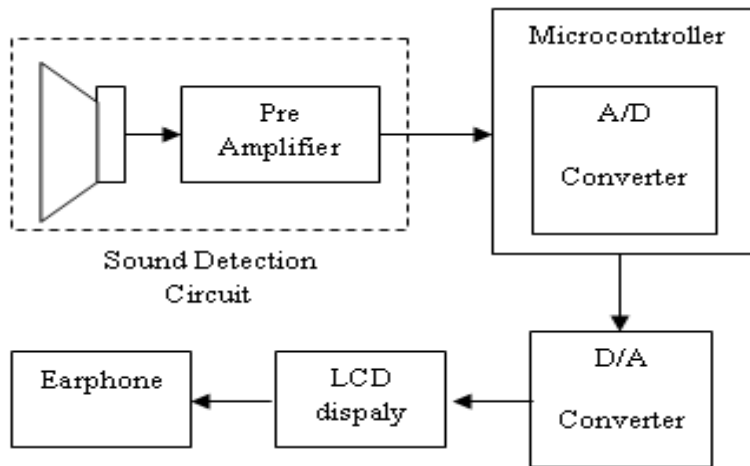 Microcontroller
Pre
Amplifier
A/D
Converter
Sound Detection
Circuit
D/A
Converter
LCD
dispaly
Earphone